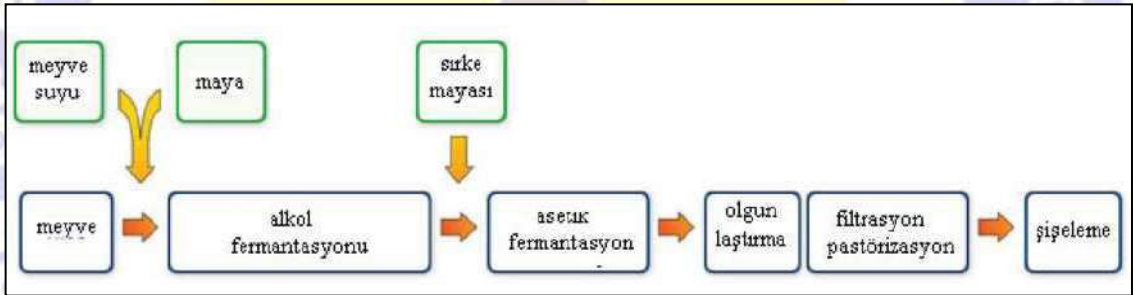 meyve
suyu
maya
sirke
mayası
meyve
alkol
fermantasyonu
asetik
fermantasyon
olgun
laştırma
filtrasyon
pastörizasyon
şişeleme